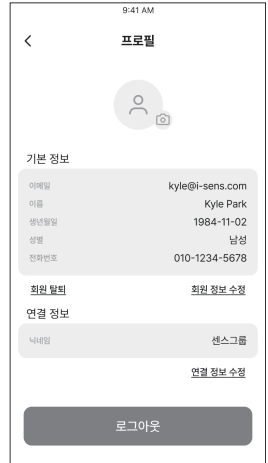 9:41 AM
프로필
기본 정보
이메일 kyle@i-sens.com
이름 Kyle Park
생년월일 1984-11-02
성별 남성
전화번호 010-1234-5678
회원 탈퇴 회원 정보 수정
연결 정보
닉네임 센스그룹
연결 정보 수정
로그아웃